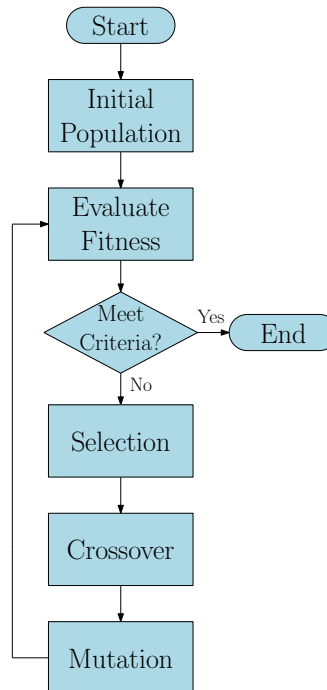 Start
Initial
Population
Evaluate
Fitness
Meet
Criteria?
Yes
End
No
Selection
Crossover
Mutation